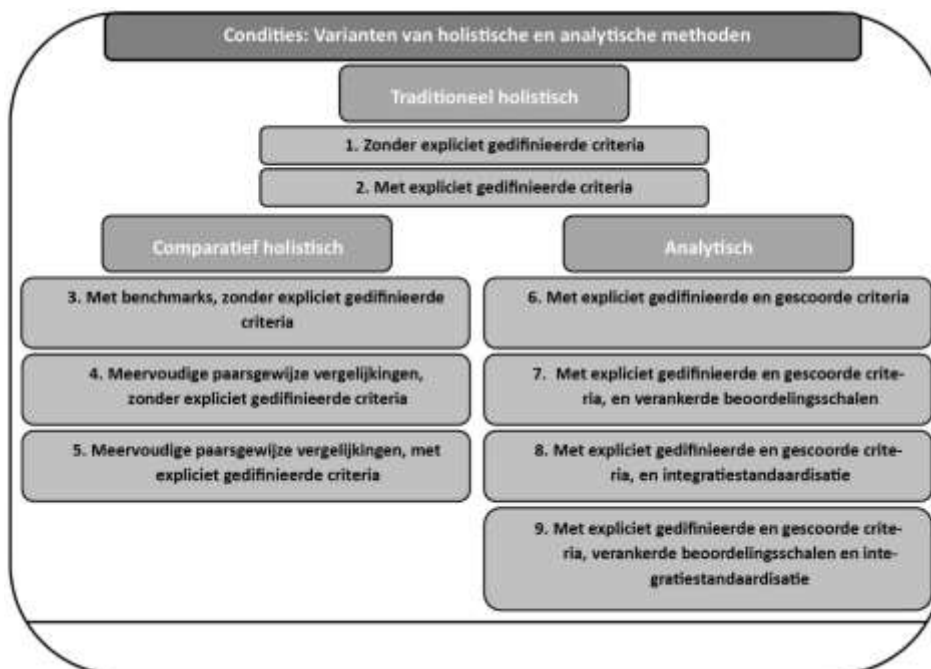 Condities: Varianten van holistische en analytische methoden
Traditioneel holistisch
1. Zonder expliciet gedifinieerde criteria
2. Met expliciet gedifinieerde criteria
Comparatief holistisch
3. Met benchmarks, zonder expliciet gedifinieerde
criteria
4. Meervoudige paarsgewijze vergelijkingen,
zonder expliciet gedifinieerde criteria
5. Meervoudige paarsgewijze vergelijkingen, met
expliciet gedifinieerde criteria
Analytisch
6. Met expliciet gedifinieerde en gescoorde criteria
7. Met expliciet gedifinieerde en gescoorde crite-
ria, en verankerde beoordelingsschalen
8. Met expliciet gedifinieerde en gescoorde crite-
ria, en integratiestandaardisatie
9. Met expliciet gedifinieerde en gescoorde crite-
ria, verankerde beoordelingsschalen en inte-
gratiestandaardisatie